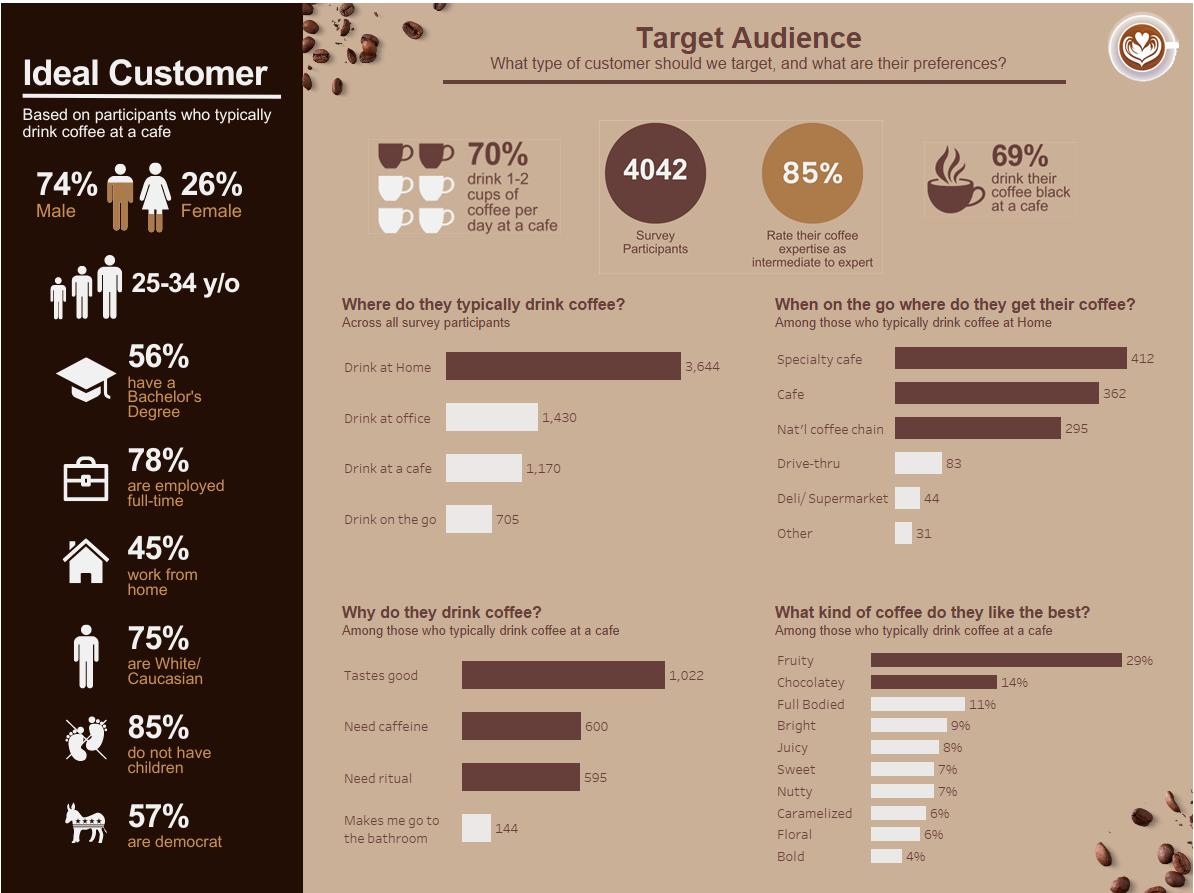 Ideal Customer
Based on participants who typically
drink coffee at a cafe
74%
Male
26%
Female
25-34 y/o
56%
have a
Bachelor's
Degree
78%
are employed
full-time
45%
work from
home
75%
are White/
Caucasian
85%
do not have
children
57%
are democrat
Target Audience
What type of customer should we target, and what are their preferences?
70%
drink 1-2
cups of
coffee per
day at a cafe
4042
Survey
Participants
85%
Rate their coffee
expertise as
intermediate to expert
69%
drink their
coffee black
at a cafe
Where do they typically drink coffee?
Across all survey participants
Drink at Home 3,644
Drink at office 1,430
Drink at a cafe 1,170
Drink on the go 705
When on the go where do they get their coffee?
Among those who typically drink coffee at Home
Specialty cafe 412
Cafe 362
Nat'l coffee chain 295
Drive-thru 83
Deli/ Supermarket 44
Other 31
Why do they drink coffee?
Among those who typically drink coffee at a cafe
Tastes good 1,022
Need caffeine 600
Need ritual 595
Makes me go to
the bathroom 144
What kind of coffee do they like the best?
Among those who typically drink coffee at a cafe
Fruity 29%
Chocolatey 14%
Full Bodied 11%
Bright 9%
Juicy 8%
Sweet 7%
Nutty 7%
Caramelized 6%
Floral 6%
Bold 4%